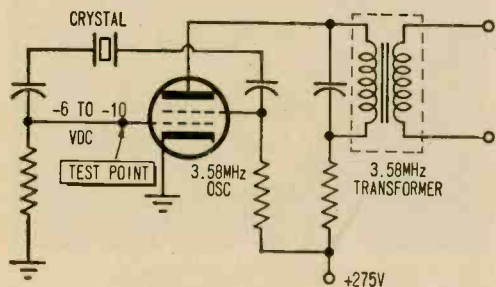 CRYSTAL
-6 TO -10
VDC
TEST POINT
3.58MHz
OSC
3.58MHz
TRANSFORMER
+275V